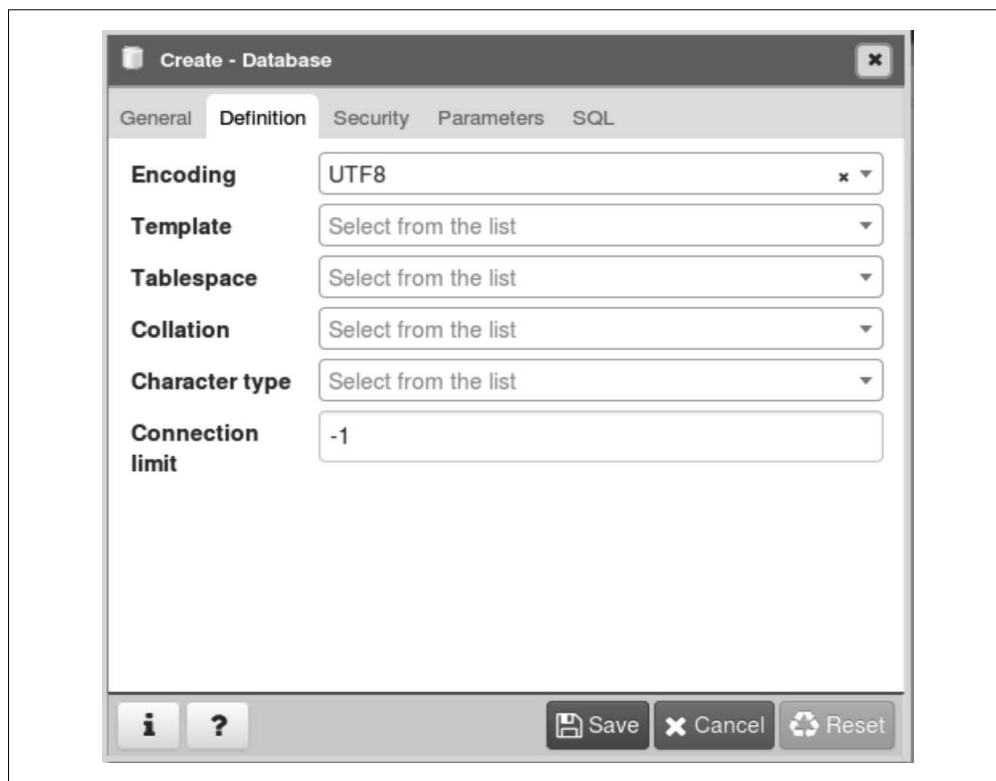 Create - Database
General Definition Security Parameters SQL
Encoding UTF8
Template Select from the list
Tablespace Select from the list
Collation Select from the list
Character type Select from the list
Connection limit -1
i ? Save Cancel Reset